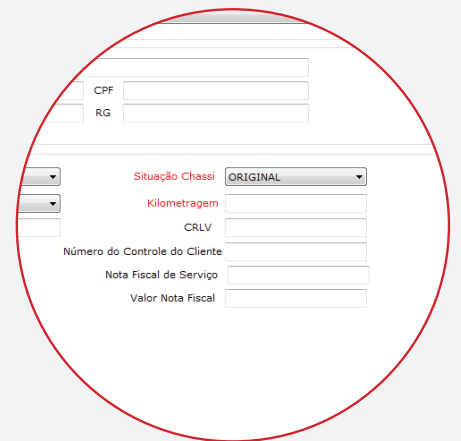 CPF
RG
Situação Chassi ORIGINAL
Kilometragem
CRLV
Número do Controle do Cliente
Nota Fiscal de Serviço
Valor Nota Fiscal